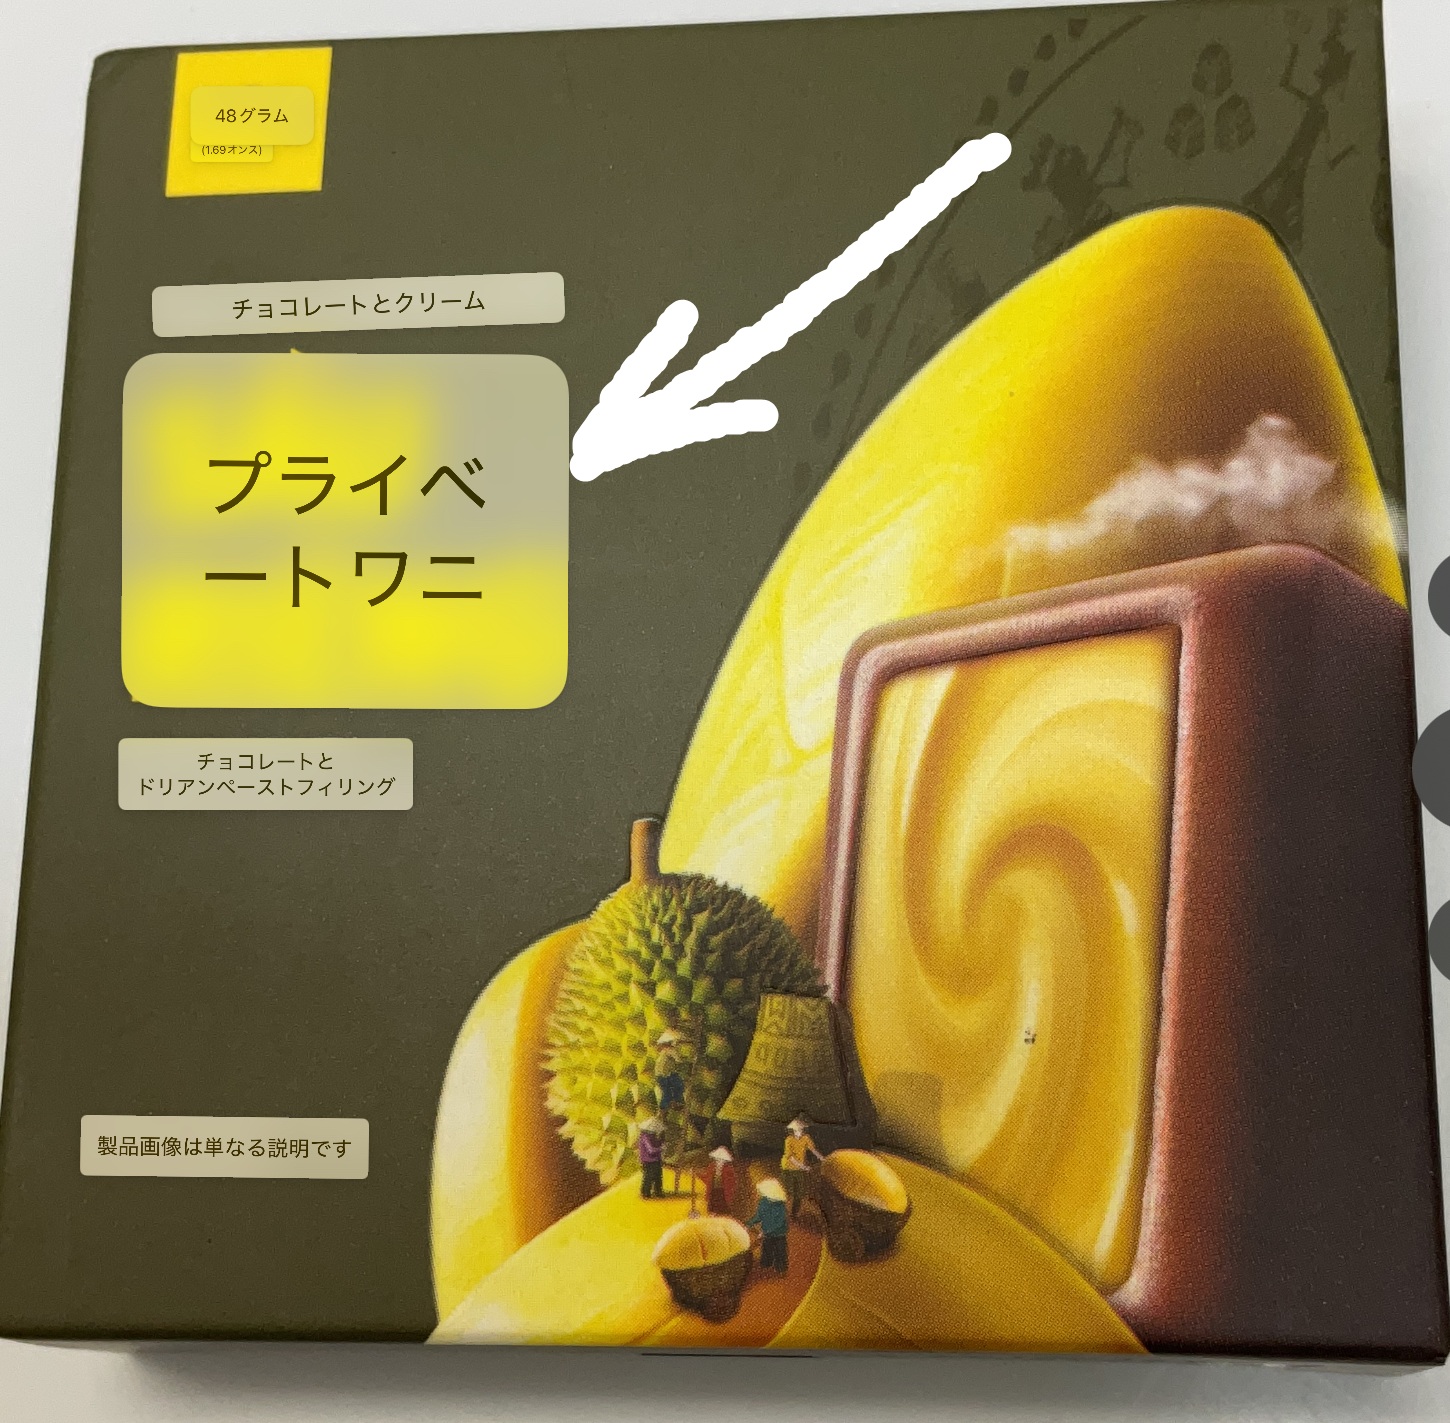 48グラム
(1.69オンス)
チョコレートとクリーム
プライベ
ートワニ
チョコレートと
ドリアンペーストフィリング
製品画像は単なる説明です